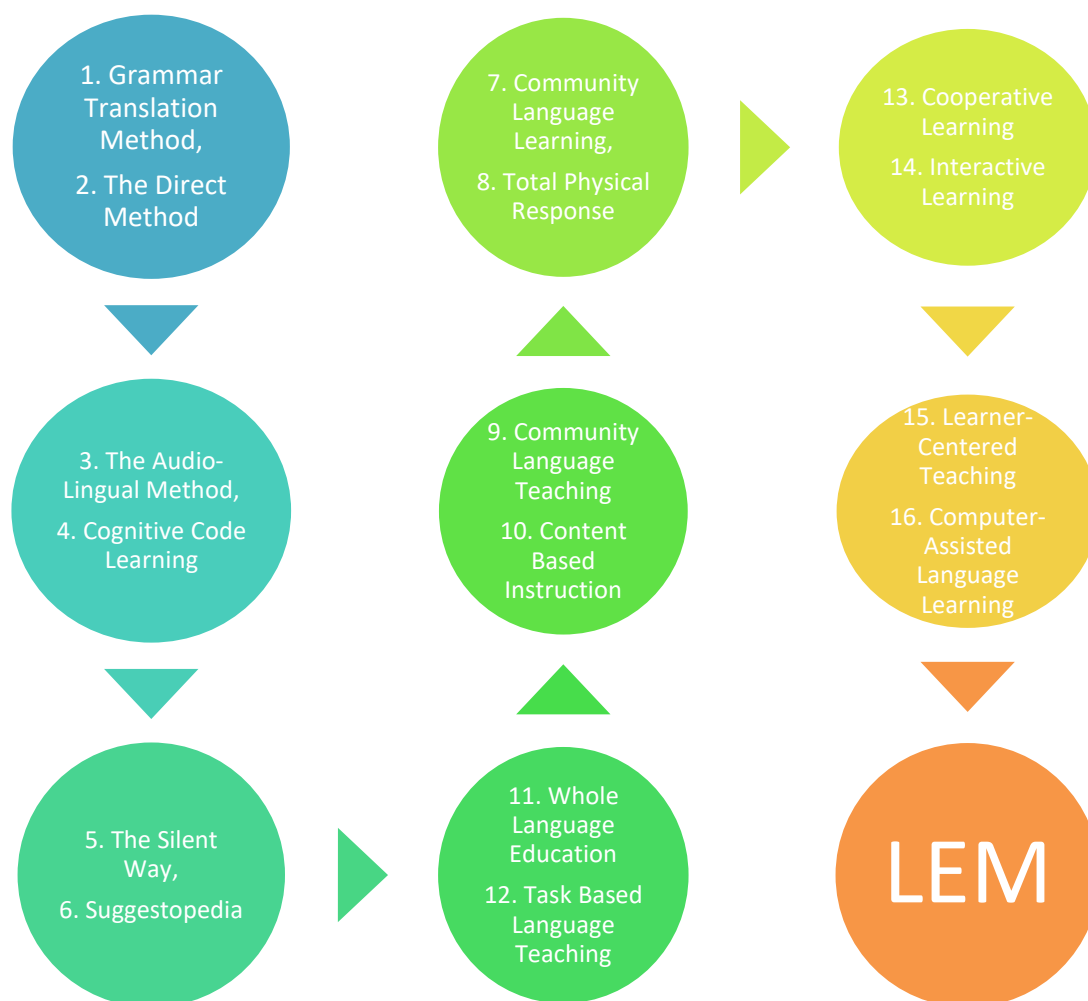 1. Grammar
Translation
Method,
2. The Direct
Method
3. The Audio-
Lingual Method,
4. Cognitive Code
Learning
5. The Silent
Way,
6. Suggestopedia
11. Whole
Language
Education
12. Task Based
Language
Teaching
9. Community
Language
Teaching
10. Content
Based
Instruction
7. Community
Language
Learning,
8. Total Physical
Response
13. Cooperative
Learning
14. Interactive
Learning
15. Learner-
Centered
Teaching
16. Computer-
Assisted
Language
Learning
LEM